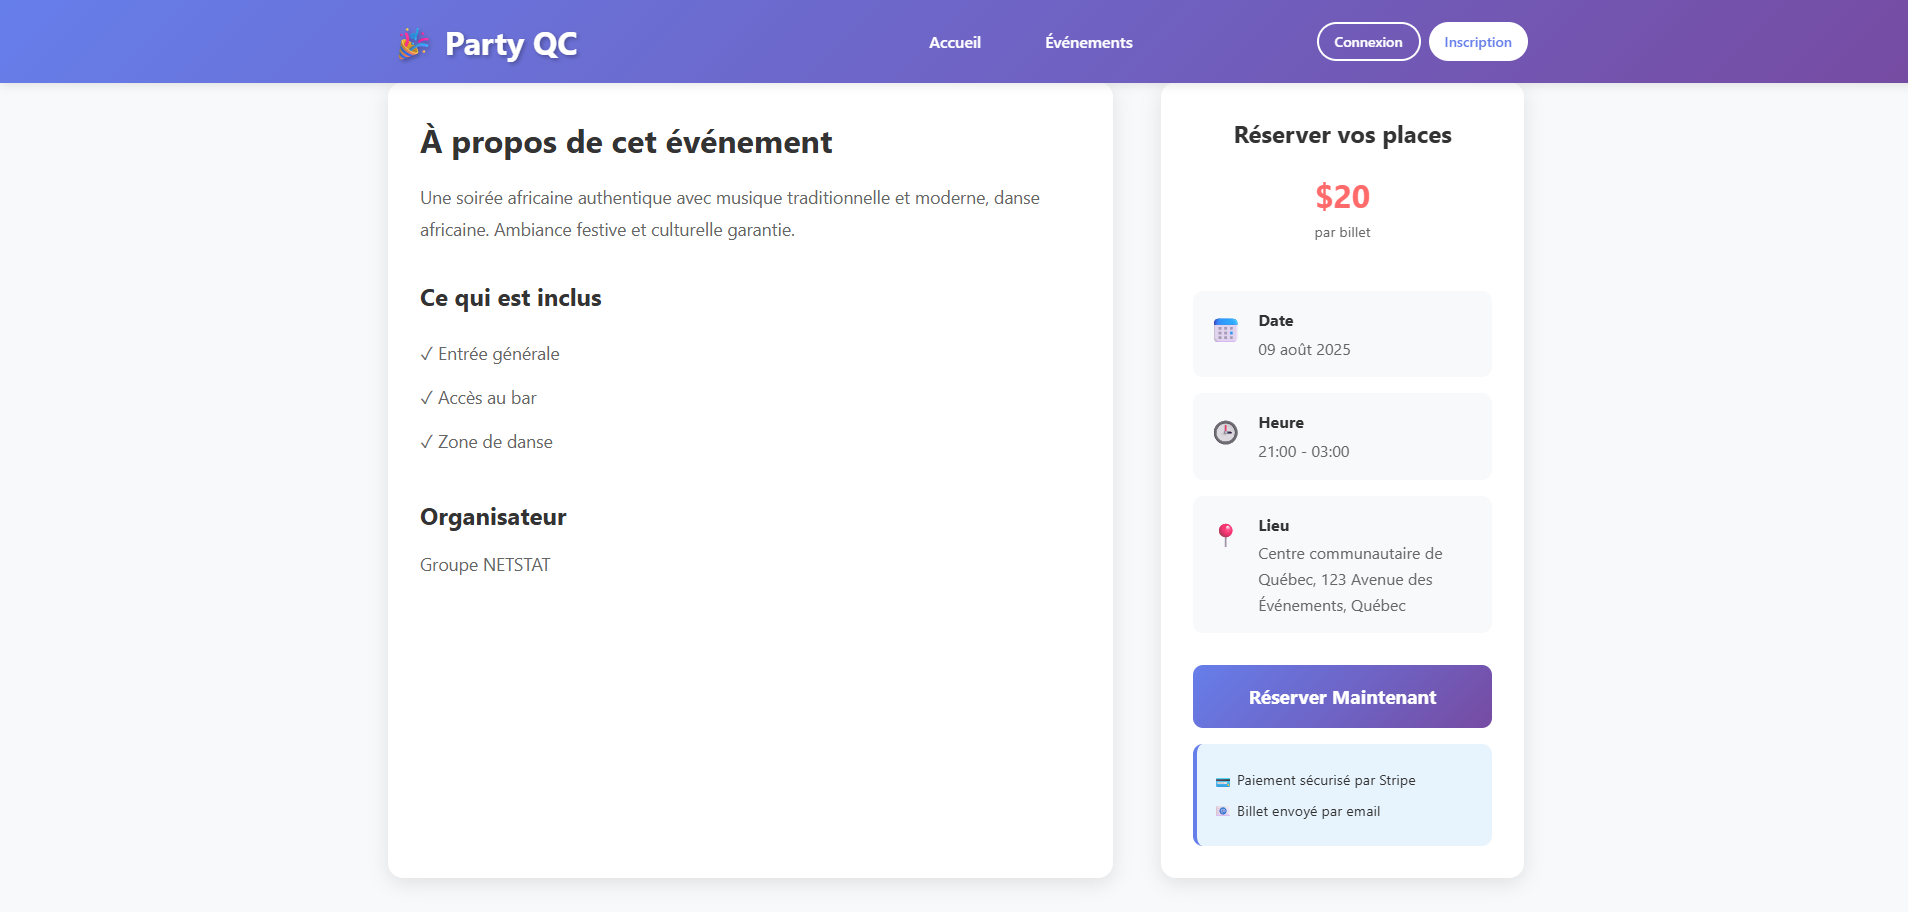 Party QC
Accueil
Événements
Connexion
Inscription
À propos de cet événement
Une soirée africaine authentique avec musique traditionnelle et moderne, danse
africaine. Ambiance festive et culturelle garantie.
Ce qui est inclus
✓ Entrée générale
✓ Accès au bar
✓ Zone de danse
Organisateur
Groupe NETSTAT
Réserver vos places
$20
par billet
Date
09 août 2025
Heure
21:00 - 03:00
Lieu
Centre communautaire de
Québec, 123 Avenue des
Événements, Québec
Réserver Maintenant
Paiement sécurisé par Stripe
Billet envoyé par email